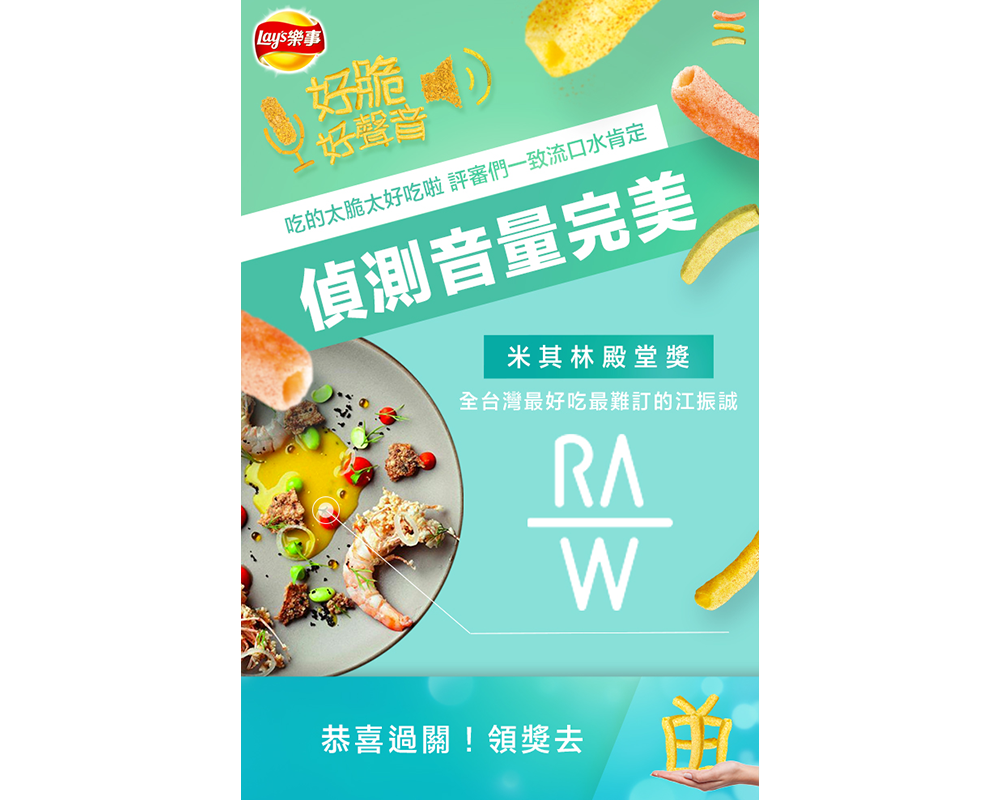 Lay's樂事
好脆
好聲音
吃的太脆太好吃啦 評審們一致流口水肯定
偵測音量完美
米其林殿堂獎
全台灣最好吃最難訂的江振誠
RA
W
恭喜過關！領獎去